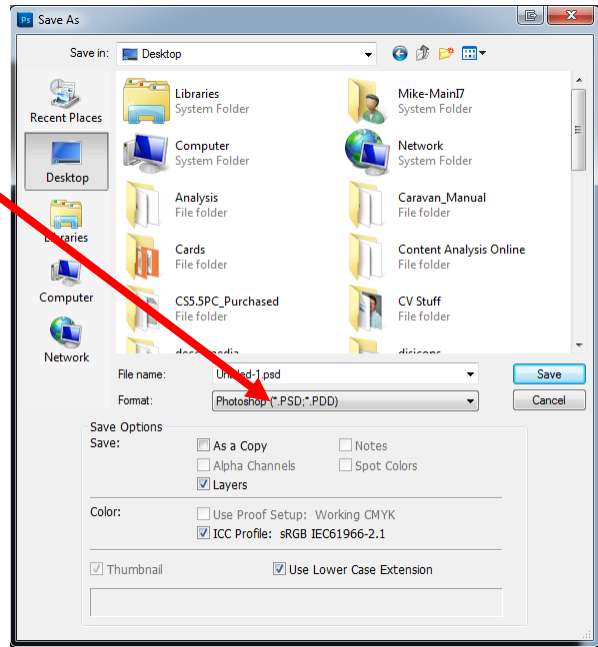 Ps Save As
Save in: Desktop
Recent Places
Desktop
Libraries
Computer
Network
Libraries
System Folder
Mike-MainI7
System Folder
Computer
System Folder
Network
System Folder
Analysis
File folder
Caravan_Manual
File folder
Cards
File folder
Content Analysis Online
File folder
CS5.5PC_Purchased
File folder
CV Stuff
File folder
File name: Untitled-1.psd Save
Format: Photoshop (*.PSD;*.PDD) Cancel
Save Options
Save: As a Copy Notes
Alpha Channels Spot Colors
Layers
Color: Use Proof Setup: Working CMYK
ICC Profile: sRGB IEC61966-2.1
Thumbnail Use Lower Case Extension